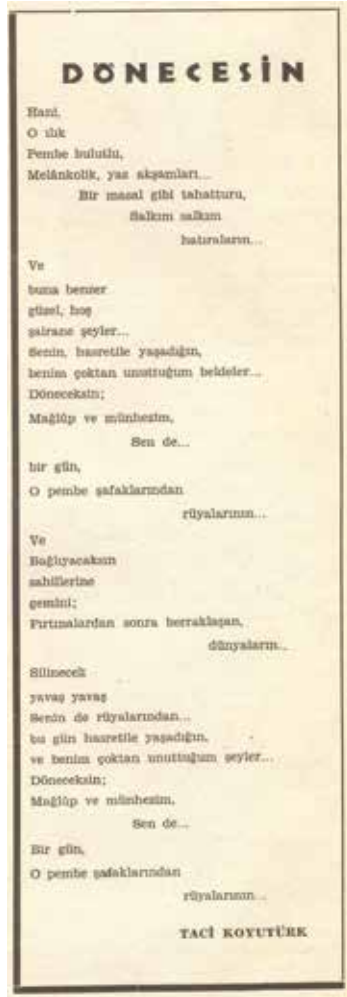 DÖNECESİN
Hani,
O ılık
Pembe bulutlu,
Melânkolik, yaz akşamları...
Bir masal gibi tahatturu,
Salkım salkım
hatıraların...
Ve
buna benzer
güzel, hoş
şairane şeyler...
Senin, hasretile yaşadığın,
benim çoktan unuttuğum beldeler...
Döneceksin;
Mağlûp ve münhezim,
Sen de...
bir gün,
O pembe şafaklarından
rüyalarının...
Ve
Bağlıyacaksın
sahillerine
gemini;
Fırtınalardan sonra berraklaşan,
dünyaların...
Silinecek
yavaş yavaş
Senin de rüyalarından...
bu gün hasretile yaşadığın,
ve benim çoktan unuttuğum şeyler...
Döneceksin;
Mağlûp ve münhezim,
Sen de...
Bir gün,
O pembe şafaklarından
rüyalarının...
TACİ KOYUTÜRK